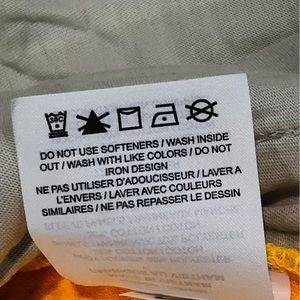 DO NOT USE SOFTENERS / WASH INSIDE
OUT / WASH WITH LIKE COLORS / DO NOT
IRON DESIGN
NE PAS UTILISER D'ADOUCISSEUR / LAVER A
L'ENVERS / LAVER AVEC COULEURS
SIMILAIRES / NE PAS REPASSER LE DESSIN